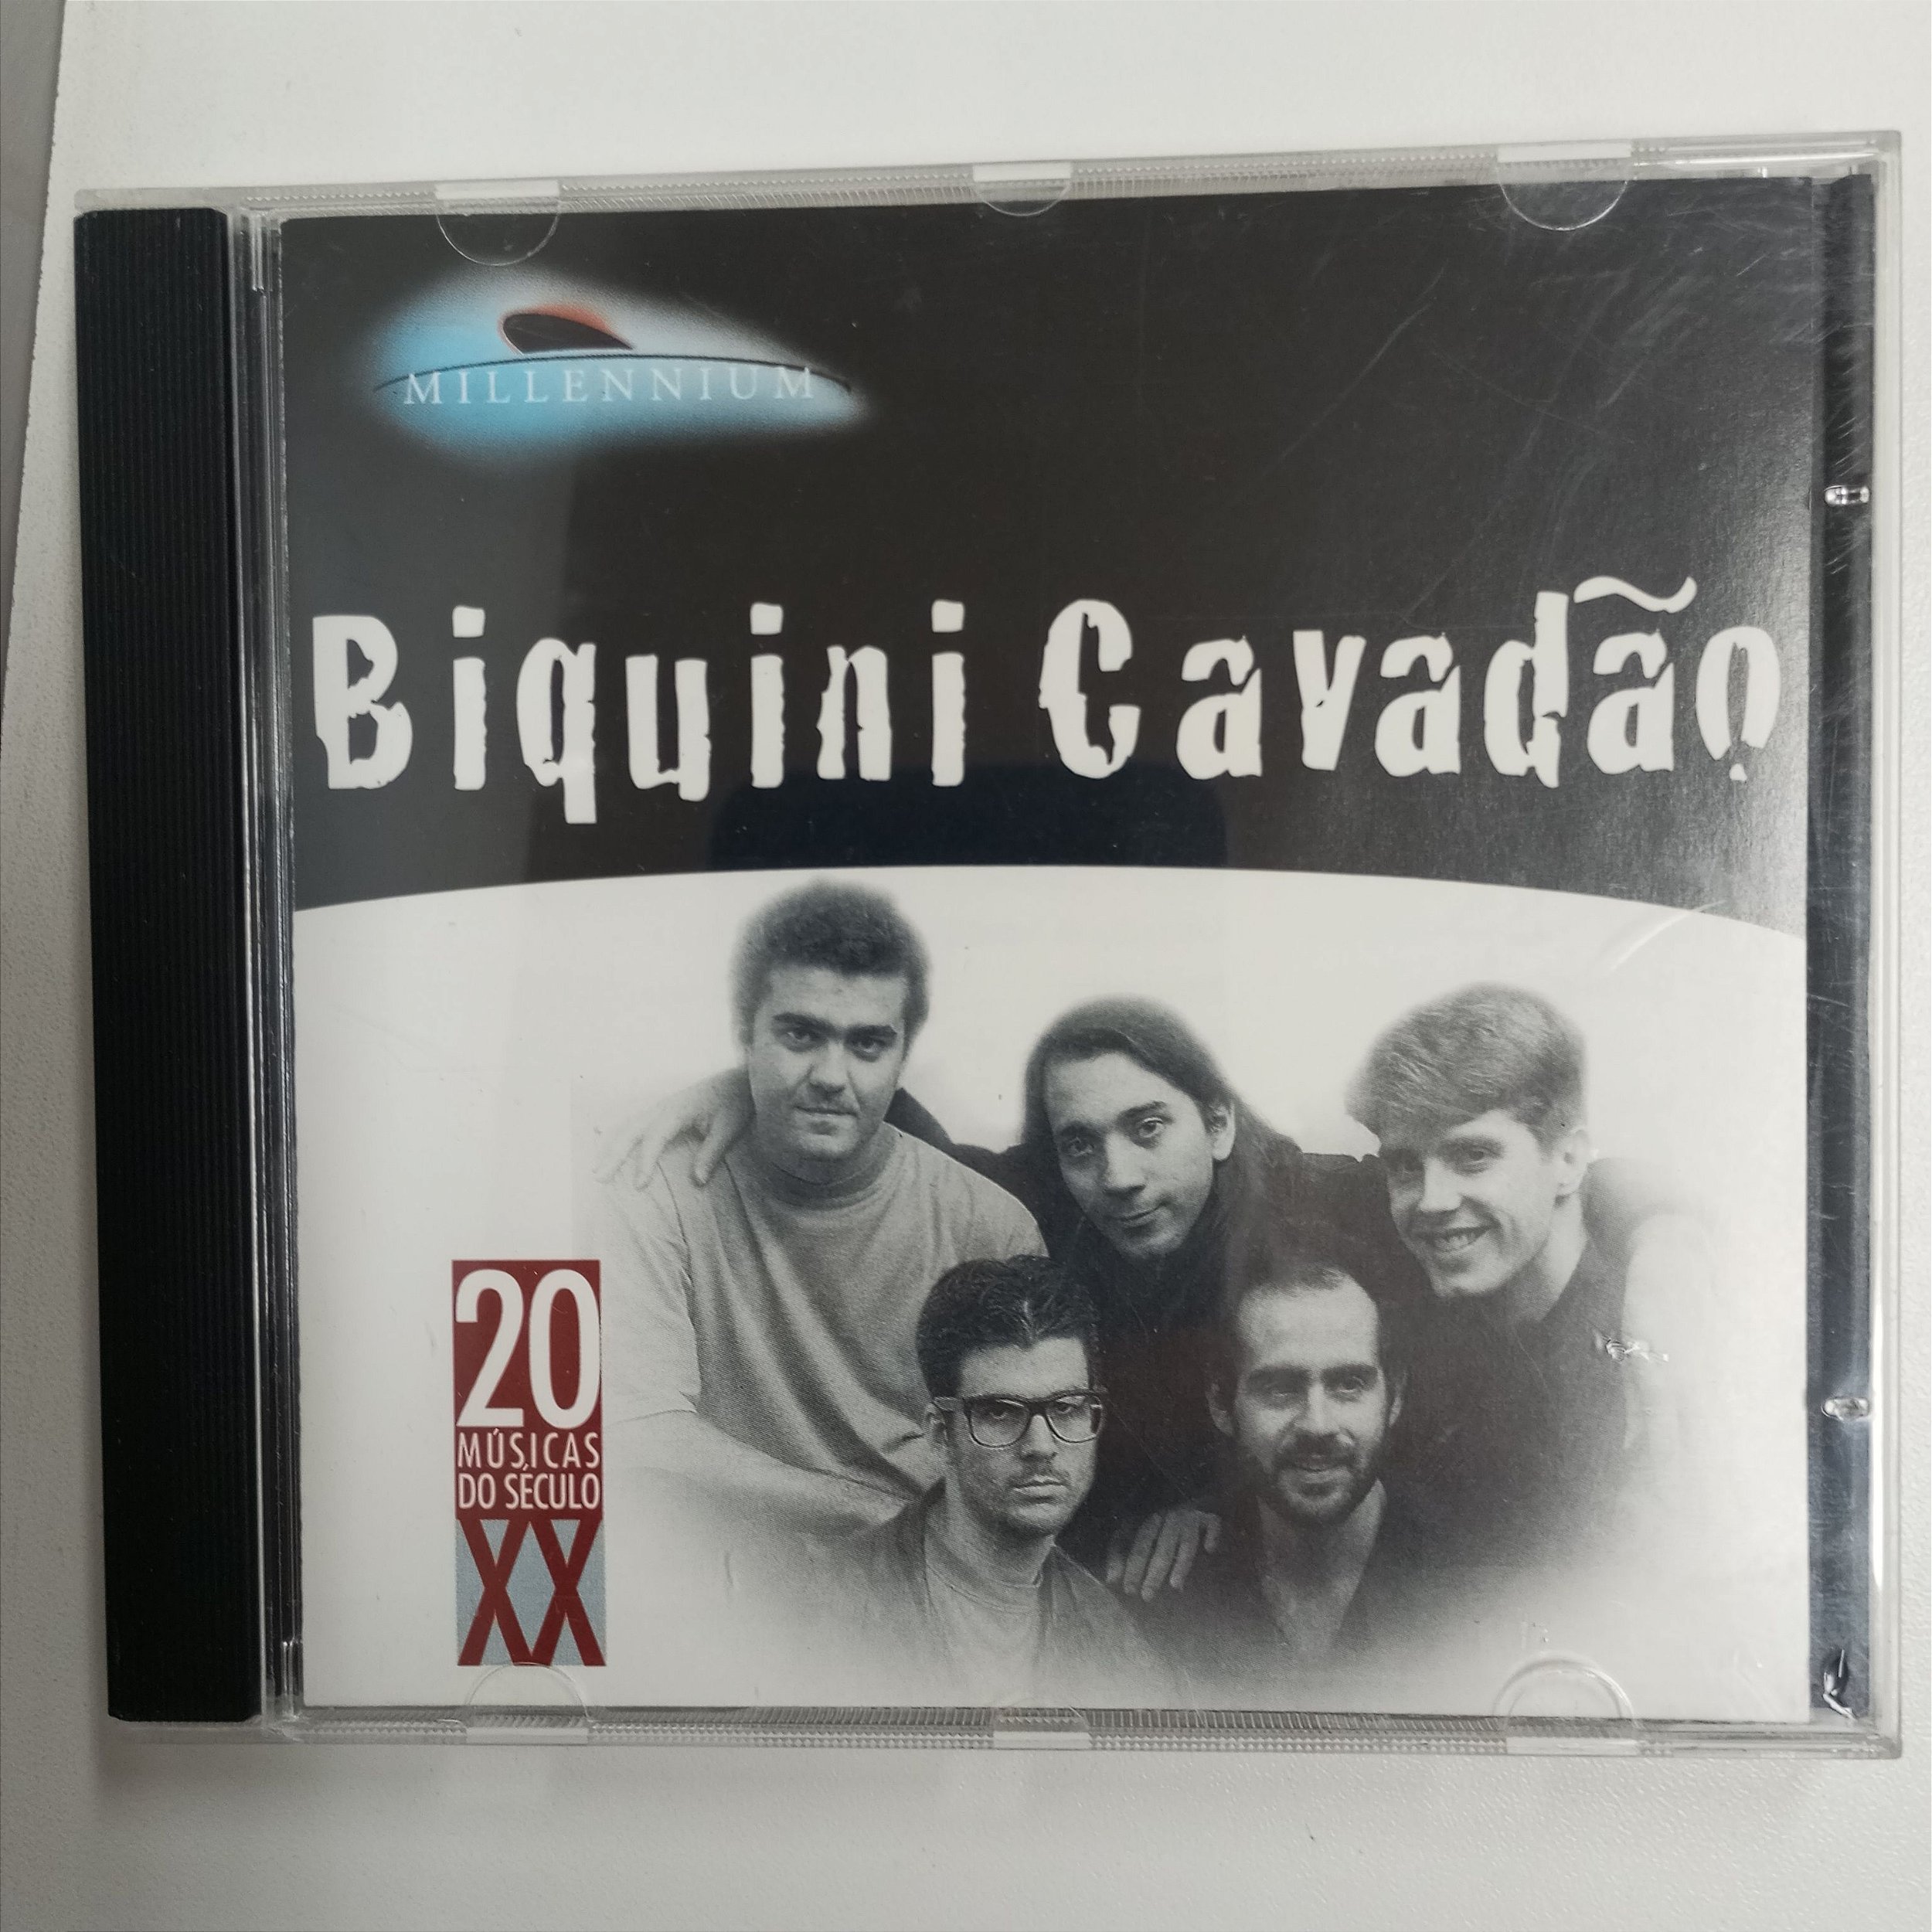 MILLENNIUM
Biquini Cavadão
20
MÚSICAS
DO SÉCULO
XX